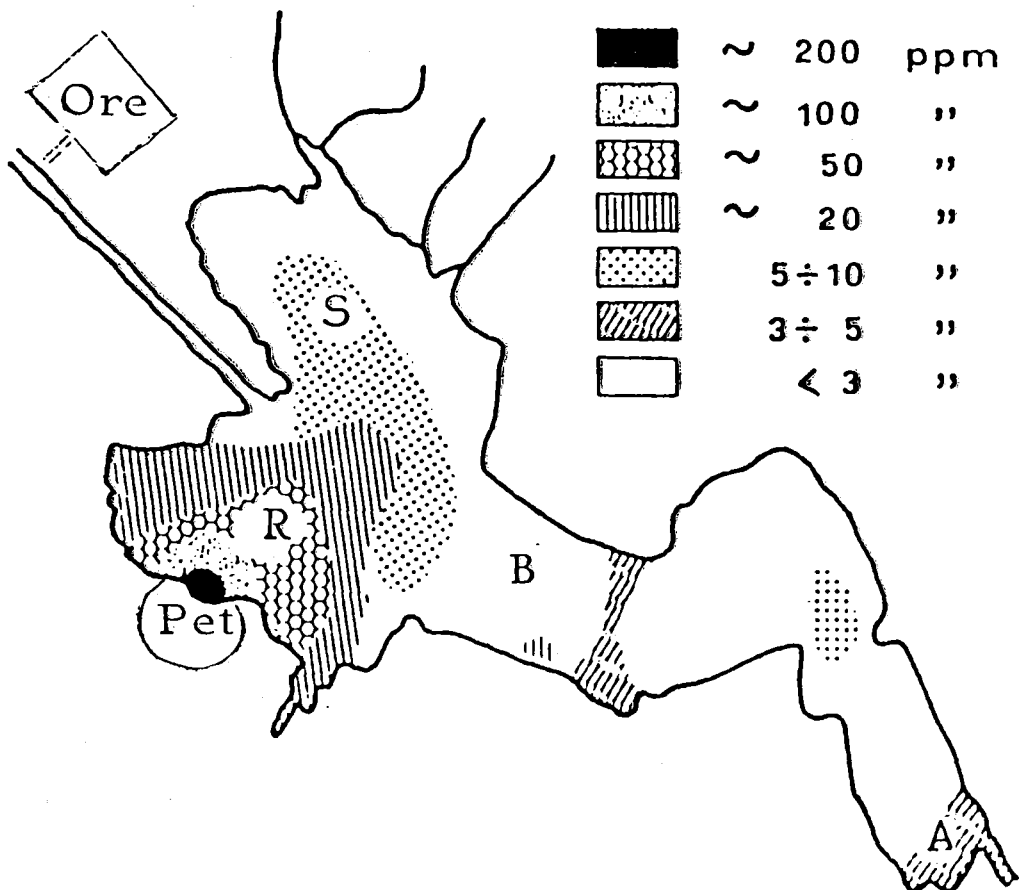 Ore
~ 200 ppm
~ 100 ”
~ 50 ”
~ 20 ”
5÷10 ”
3÷ 5 ”
< 3 ”
S
R
B
Pet
A